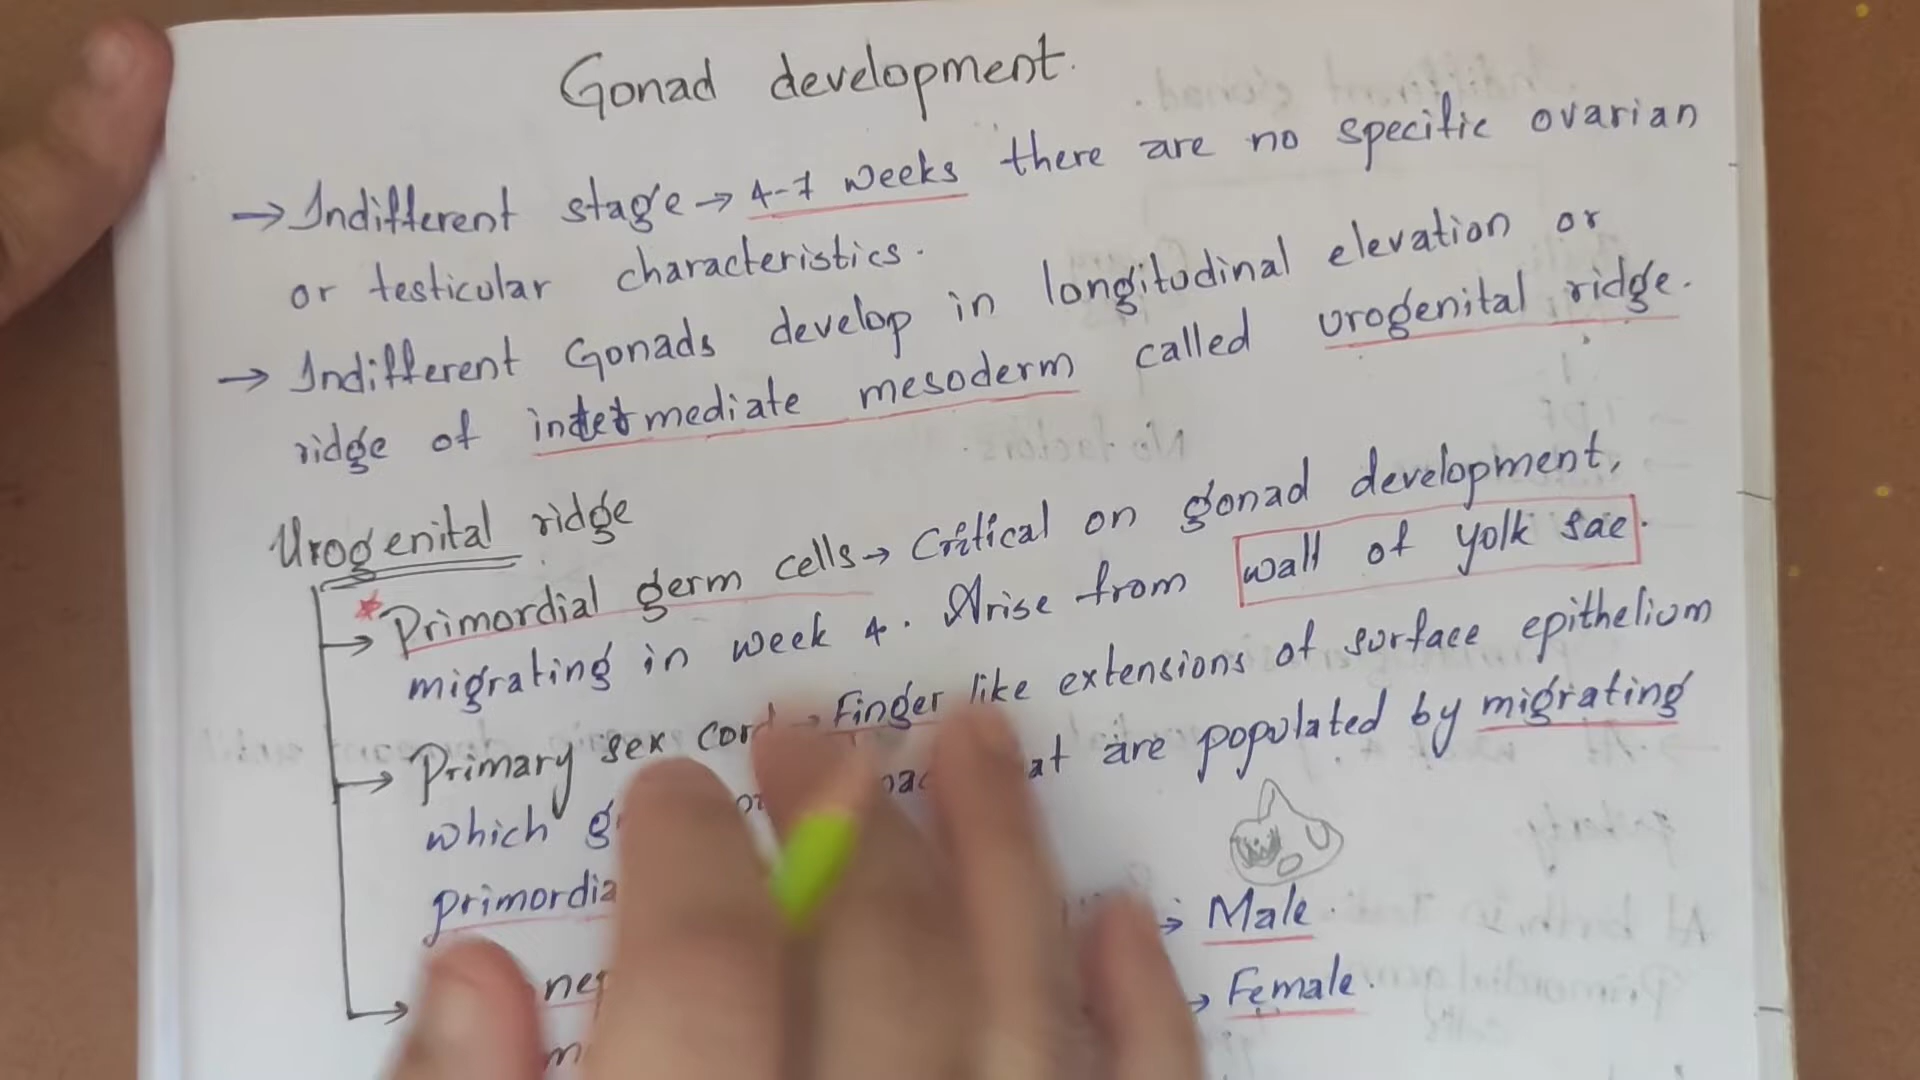 Gonad development.
→ Indifferent stage → 4-7 weeks there are no specific ovarian
or testicular characteristics.
→ Indifferent Gonads develop in longitudinal elevation or
ridge of intermediate mesoderm called urogenital ridge.
Urogenital ridge
* Primordial germ cells → Critical on gonad development,
migrating in week 4. Arise from wall of yolk sac.
→ Primary sex cord → Finger like extensions of surface epithelium
which are populated by migrating
→ Male.
→ Female.